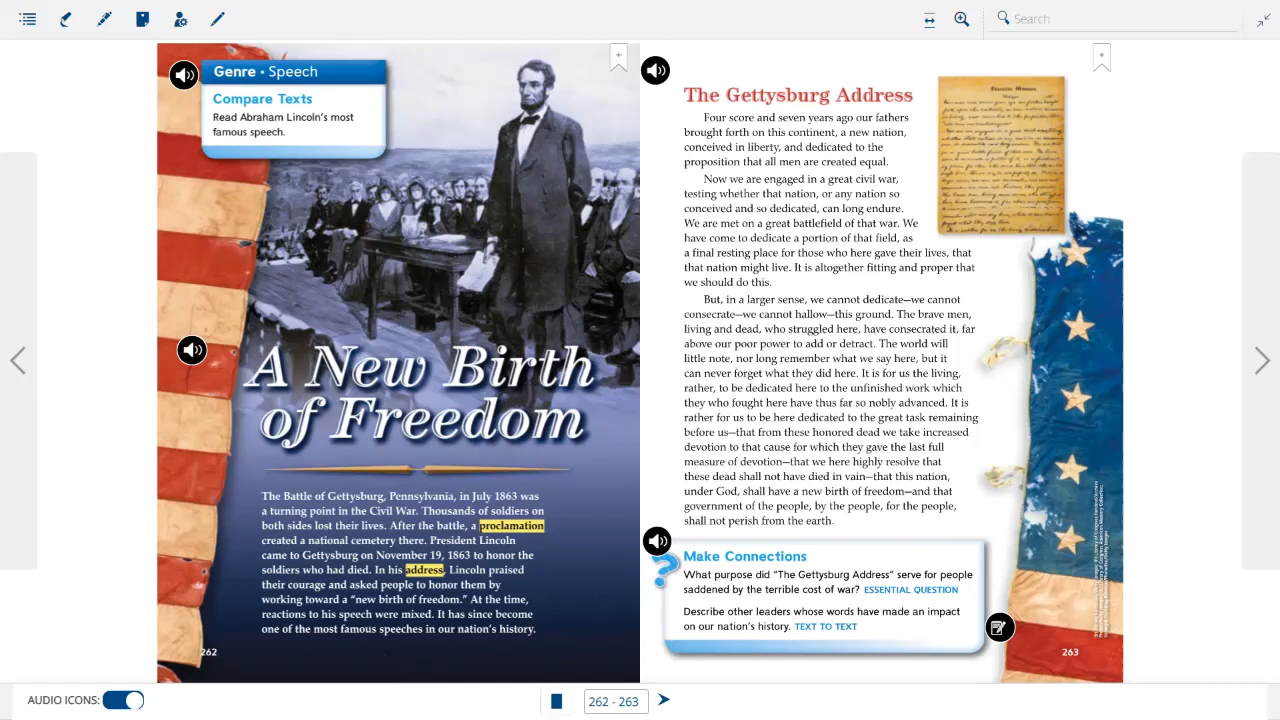 Search
Genre • Speech
Compare Texts
Read Abraham Lincoln's most
famous speech.
A New Birth
of Freedom
The Battle of Gettysburg, Pennsylvania, in July 1863 was
a turning point in the Civil War. Thousands of soldiers on
both sides lost their lives. After the battle, a proclamation
created a national cemetery there. President Lincoln
came to Gettysburg on November 19, 1863 to honor the
soldiers who had died. In his address, Lincoln praised
their courage and asked people to honor them by
working toward a "new birth of freedom." At the time,
reactions to his speech were mixed. It has since become
one of the most famous speeches in our nation's history.
262
The Gettysburg Address
Four score and seven years ago our fathers
brought forth on this continent, a new nation,
conceived in liberty, and dedicated to the
proposition that all men are created equal.
Now we are engaged in a great civil war,
testing whether that nation, or any nation so
conceived and so dedicated, can long endure.
We are met on a great battlefield of that war. We
have come to dedicate a portion of that field, as
a final resting place for those who here gave their lives, that
that nation might live. It is altogether fitting and proper that
we should do this.
But, in a larger sense, we cannot dedicate—we cannot
consecrate—we cannot hallow—this ground. The brave men,
living and dead, who struggled here, have consecrated it, far
above our poor power to add or detract. The world will
little note, nor long remember what we say here, but it
can never forget what they did here. It is for us the living,
rather, to be dedicated here to the unfinished work which
they who fought here have thus far so nobly advanced. It is
rather for us to be here dedicated to the great task remaining
before us—that from these honored dead we take increased
devotion to that cause for which they gave the last full
measure of devotion—that we here highly resolve that
these dead shall not have died in vain—that this nation,
under God, shall have a new birth of freedom—and that
government of the people, by the people, for the people,
shall not perish from the earth.
Make Connections
What purpose did "The Gettysburg Address" serve for people
saddened by the terrible cost of war? ESSENTIAL QUESTION
Describe other leaders whose words have made an impact
on our nation's history. TEXT TO TEXT
263
AUDIO ICONS:
262 - 263